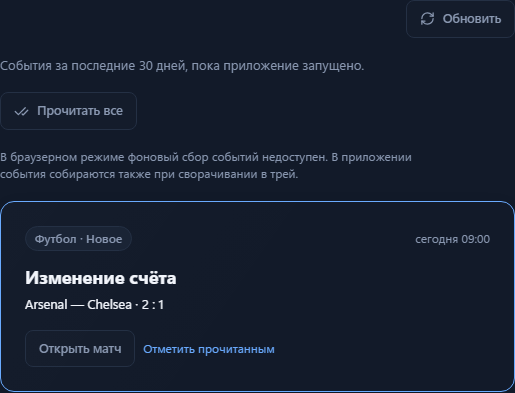 Обновить
События за последние 30 дней, пока приложение запущено.
Прочитать все
В браузерном режиме фоновый сбор событий недоступен. В приложении
события собираются также при сворачивании в трей.
Футбол · Новое
сегодня 09:00
Изменение счёта
Arsenal — Chelsea · 2 : 1
Открыть матч
Отметить прочитанным